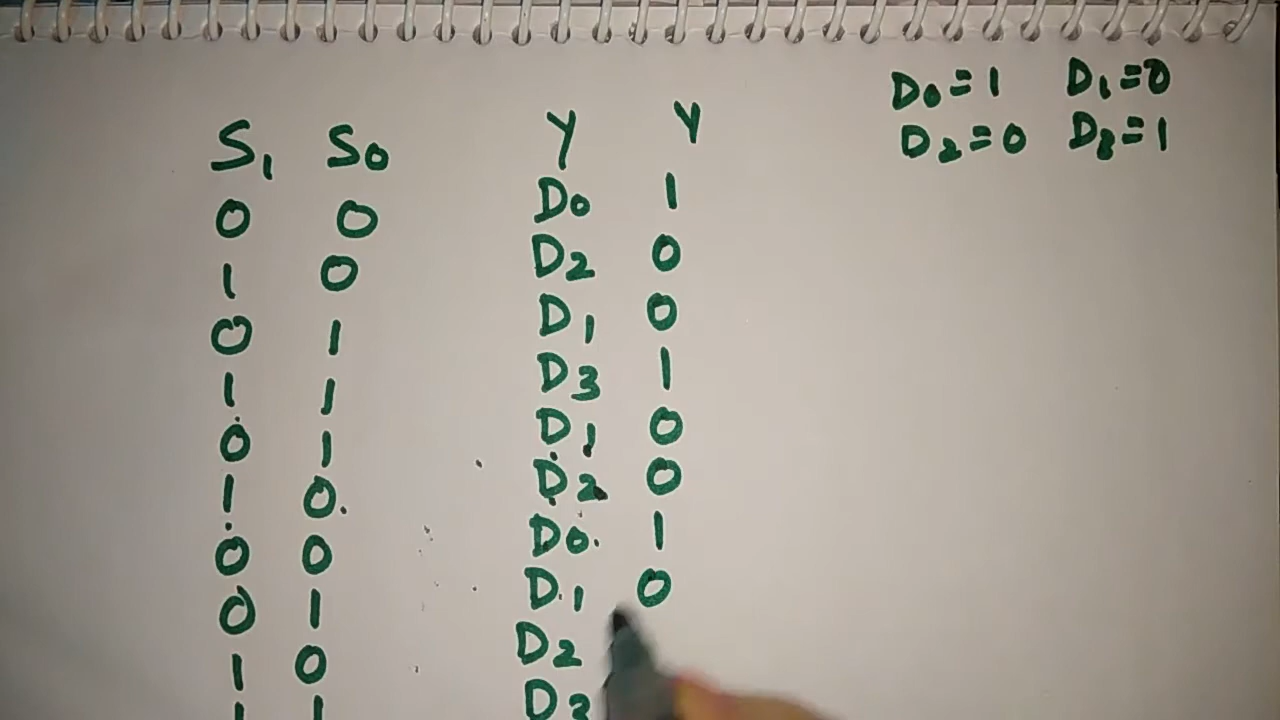 D0=1 D1=0
D2=0 D3=1
S1 S0 Y Y
0 0 D0 1
1 0 D2 0
0 1 D1 0
1 1 D3 1
0 1 D1 0
1 0 D2 0
0 0 D0 1
0 1 D1 0
1 0 D2
1 1 D3